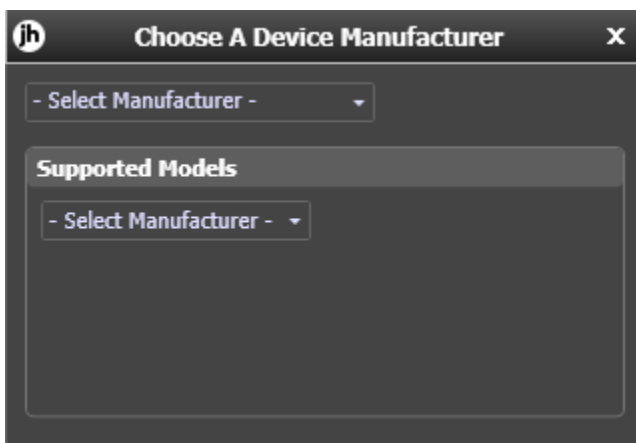 jh Choose A Device Manufacturer X
- Select Manufacturer -
Supported Models
- Select Manufacturer -